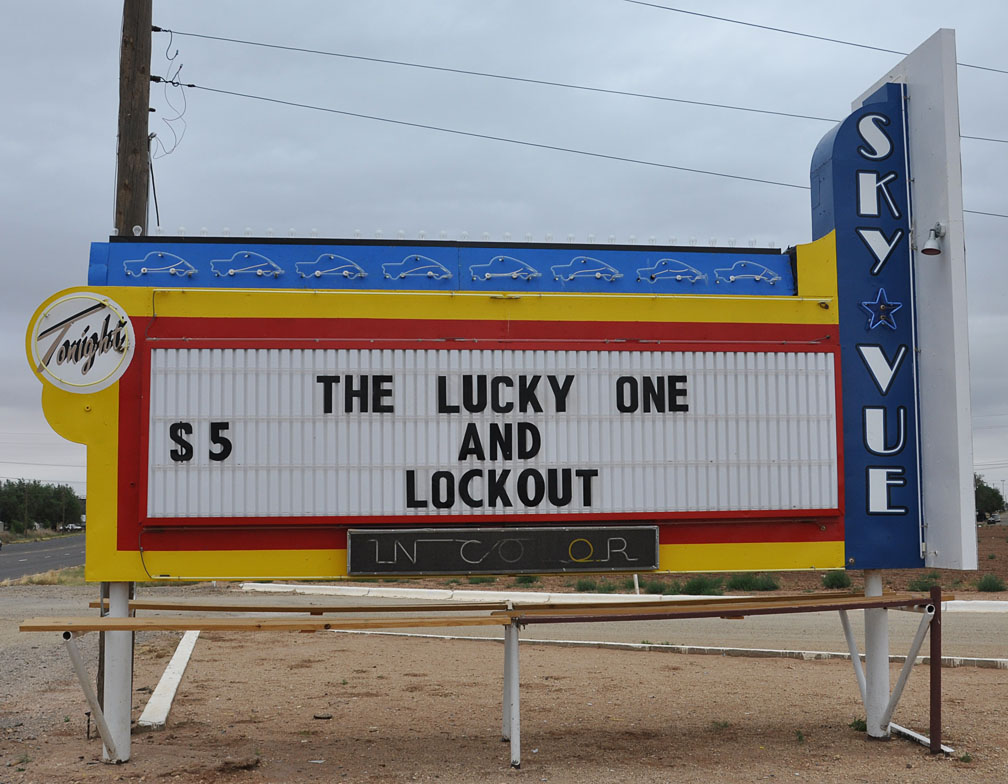 SKY VUE
Tonight
THE LUCKY ONE
$5 AND
LOCKOUT
IN COLOR